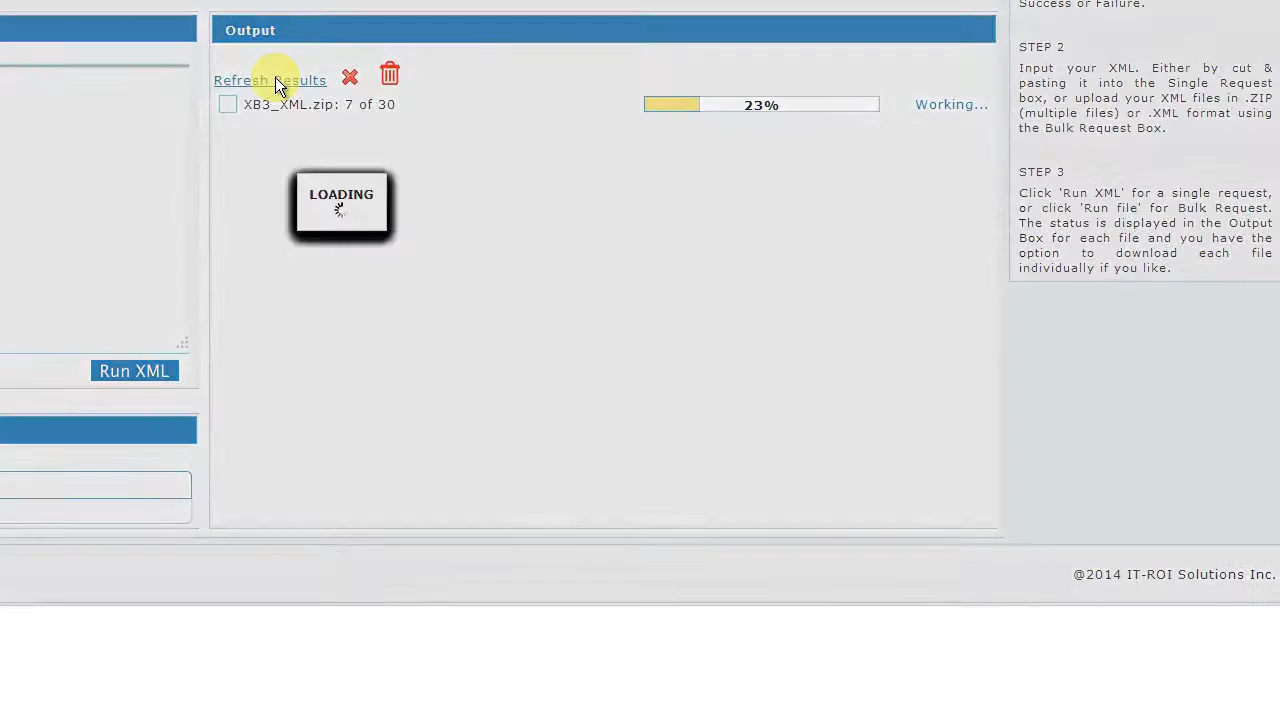 Output
Refresh Results
XB3_XML.zip: 7 of 30
23%
Working...
LOADING
Run XML
Success or Failure.
STEP 2
Input your XML. Either by cut &
pasting it into the Single Request
box, or upload your XML files in .ZIP
(multiple files) or .XML format using
the Bulk Request Box.
STEP 3
Click 'Run XML' for a single request,
or click 'Run file' for Bulk Request.
The status is displayed in the Output
Box for each file and you have the
option to download each file
individually if you like.
@2014 IT-ROI Solutions Inc.